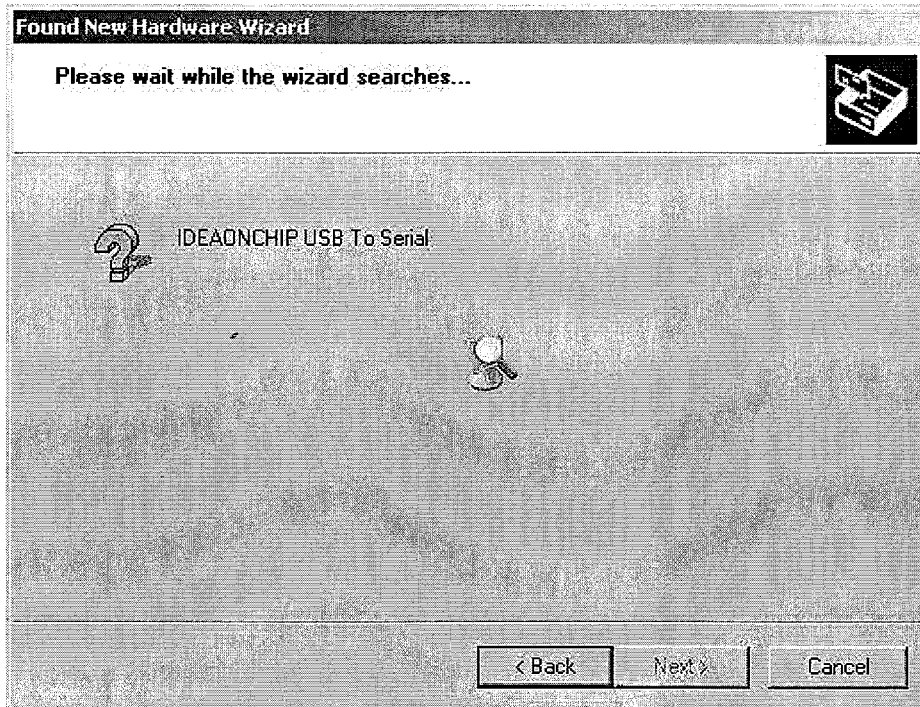 Found New Hardware Wizard
Please wait while the wizard searches...
IDEAONCHIP USB To Serial
< Back
Next >
Cancel